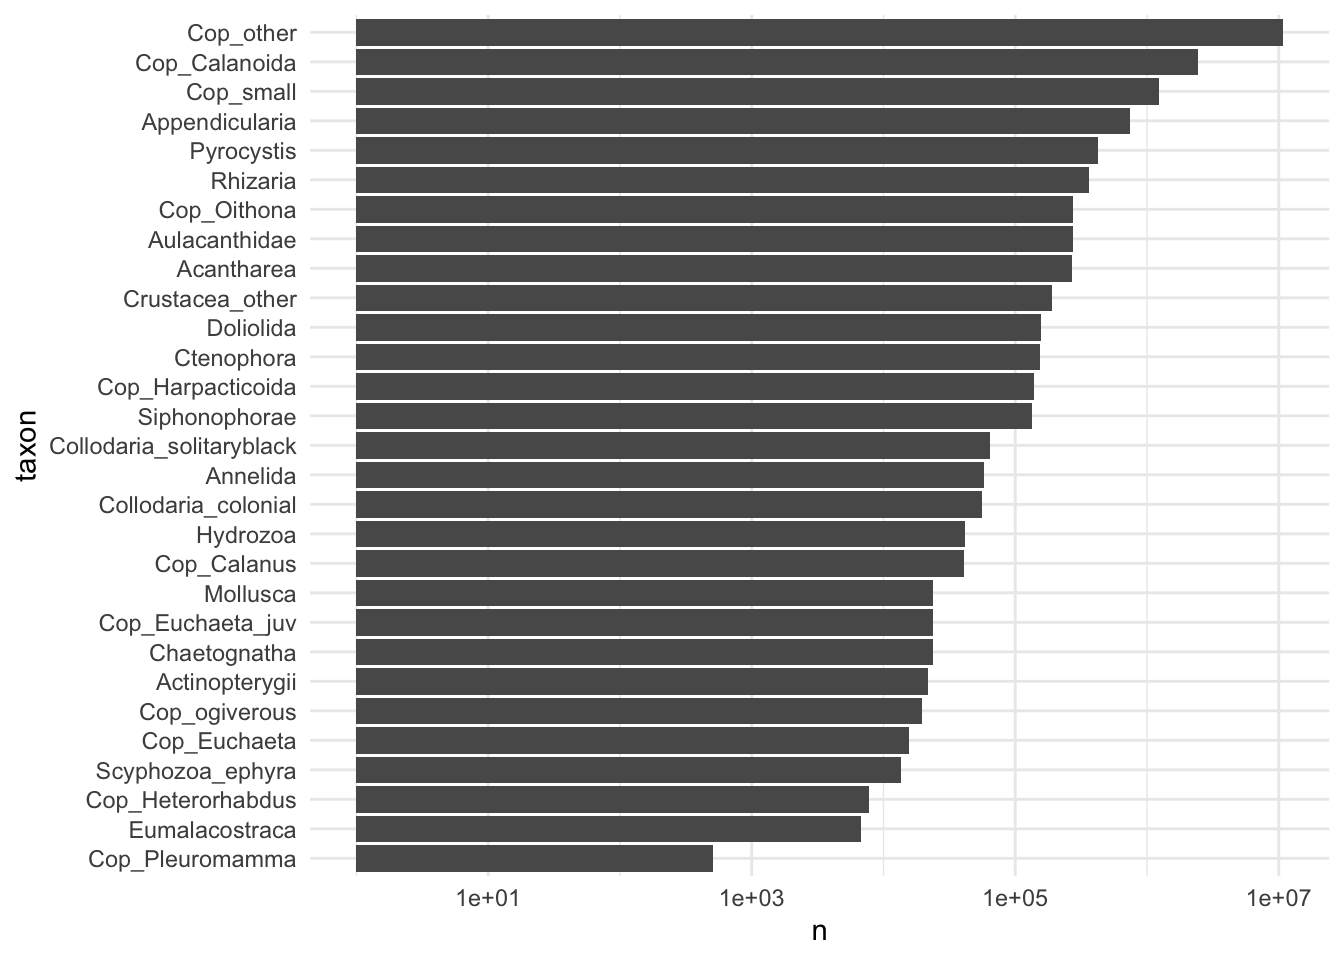 Cop_other
Cop_Calanoida
Cop_small
Appendicularia
Pyrocystis
Rhizaria
Cop_Oithona
Aulacanthidae
Acantharea
Crustacea_other
Doliolida
Ctenophora
Cop_Harpacticoida
Siphonophorae
Collodaria_solitaryblack
Annelida
Collodaria_colonial
Hydrozoa
Cop_Calanus
Mollusca
Cop_Euchaeta_juv
Chaetognatha
Actinopterygii
Cop_ogiverous
Cop_Euchaeta
Scyphozoa_ephyra
Cop_Heterorhabdus
Eumalacostraca
Cop_Pleuromamma
taxon
1e+01 1e+03 1e+05 1e+07
n